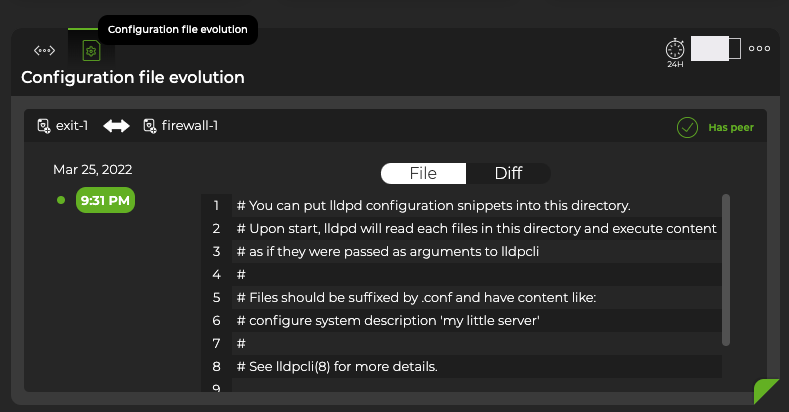 Configuration file evolution
24H
Configuration file evolution
exit-1 firewall-1 Has peer
Mar 25, 2022
File Diff
9:31 PM
1 # You can put lldpd configuration snippets into this directory.
2 # Upon start, lldpd will read each files in this directory and execute content
3 # as if they were passed as arguments to lldpcli
4 #
5 # Files should be suffixed by .conf and have content like:
6 # configure system description 'my little server'
7 #
8 # See lldpcli(8) for more details.
9